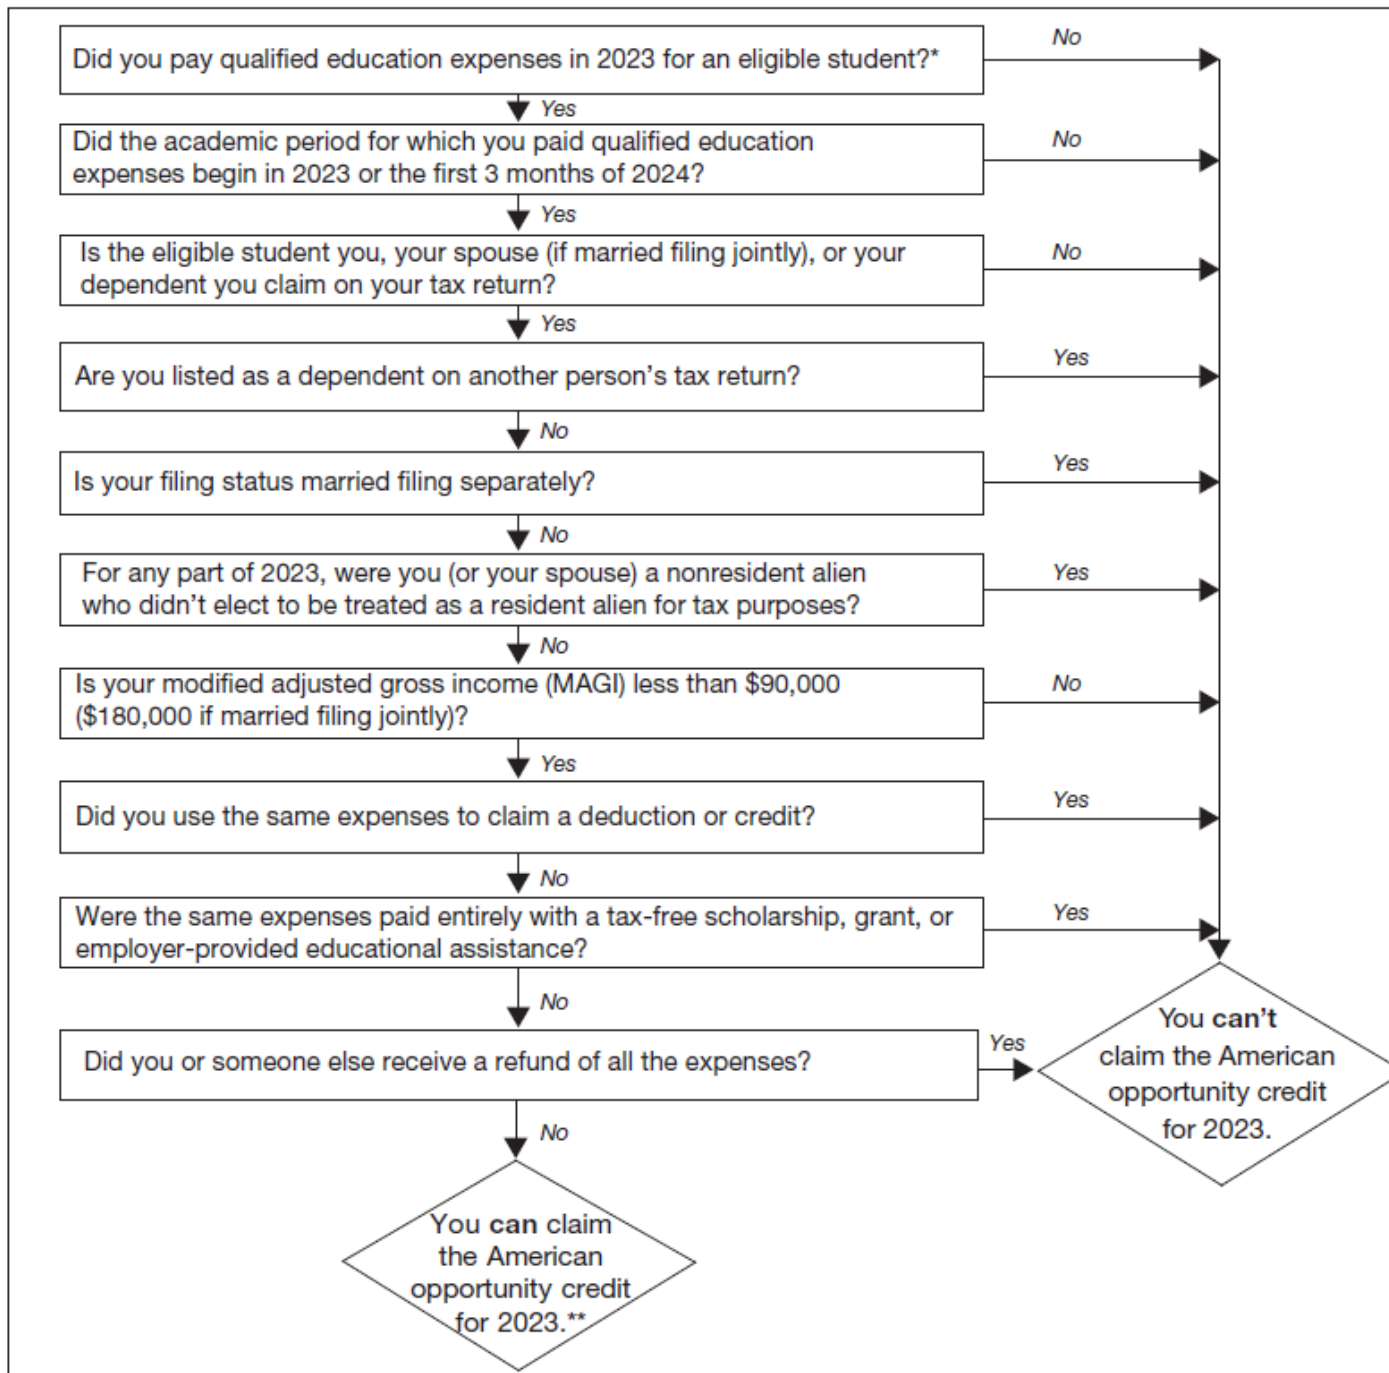 Did you pay qualified education expenses in 2023 for an eligible student?*
No
Yes
Did the academic period for which you paid qualified education
expenses begin in 2023 or the first 3 months of 2024?
No
Yes
Is the eligible student you, your spouse (if married filing jointly), or your
dependent you claim on your tax return?
No
Yes
Are you listed as a dependent on another person's tax return?
Yes
No
Is your filing status married filing separately?
Yes
No
For any part of 2023, were you (or your spouse) a nonresident alien
who didn't elect to be treated as a resident alien for tax purposes?
Yes
No
Is your modified adjusted gross income (MAGI) less than $90,000
($180,000 if married filing jointly)?
No
Yes
Did you use the same expenses to claim a deduction or credit?
Yes
No
Were the same expenses paid entirely with a tax-free scholarship, grant, or
employer-provided educational assistance?
Yes
No
Did you or someone else receive a refund of all the expenses?
Yes
You can't
claim the American
opportunity credit
for 2023.
No
You can claim
the American
opportunity credit
for 2023.**